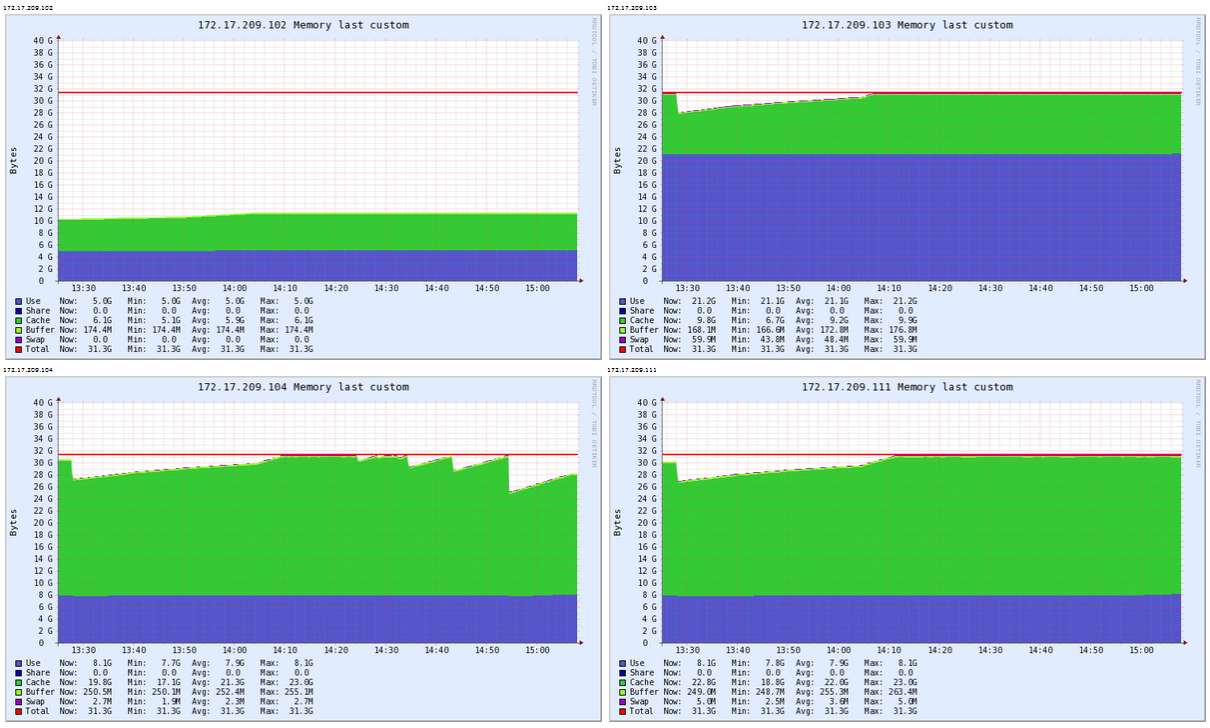 172.17.209.102
172.17.209.102 Memory last custom
RRDTOOL / TOBI OETIKER
Bytes
40 G
38 G
36 G
34 G
32 G
30 G
28 G
26 G
24 G
22 G
20 G
18 G
16 G
14 G
12 G
10 G
8 G
6 G
4 G
2 G
0
13:30 13:40 13:50 14:00 14:10 14:20 14:30 14:40 14:50 15:00
Use Now: 5.0G Min: 5.0G Avg: 5.0G Max: 5.0G
Share Now: 0.0 Min: 0.0 Avg: 0.0 Max: 0.0
Cache Now: 6.1G Min: 5.1G Avg: 5.9G Max: 6.1G
Buffer Now: 174.4M Min: 174.4M Avg: 174.4M Max: 174.4M
Swap Now: 0.0 Min: 0.0 Avg: 0.0 Max: 0.0
Total Now: 31.3G Min: 31.3G Avg: 31.3G Max: 31.3G
172.17.209.103
172.17.209.103 Memory last custom
RRDTOOL / TOBI OETIKER
Bytes
40 G
38 G
36 G
34 G
32 G
30 G
28 G
26 G
24 G
22 G
20 G
18 G
16 G
14 G
12 G
10 G
8 G
6 G
4 G
2 G
0
13:30 13:40 13:50 14:00 14:10 14:20 14:30 14:40 14:50 15:00
Use Now: 21.2G Min: 21.1G Avg: 21.1G Max: 21.2G
Share Now: 0.0 Min: 0.0 Avg: 0.0 Max: 0.0
Cache Now: 9.8G Min: 6.7G Avg: 9.2G Max: 9.9G
Buffer Now: 168.1M Min: 166.6M Avg: 172.8M Max: 176.8M
Swap Now: 59.9M Min: 43.8M Avg: 48.4M Max: 59.9M
Total Now: 31.3G Min: 31.3G Avg: 31.3G Max: 31.3G
172.17.209.104
172.17.209.104 Memory last custom
RRDTOOL / TOBI OETIKER
Bytes
40 G
38 G
36 G
34 G
32 G
30 G
28 G
26 G
24 G
22 G
20 G
18 G
16 G
14 G
12 G
10 G
8 G
6 G
4 G
2 G
0
13:30 13:40 13:50 14:00 14:10 14:20 14:30 14:40 14:50 15:00
Use Now: 8.1G Min: 7.7G Avg: 7.9G Max: 8.1G
Share Now: 0.0 Min: 0.0 Avg: 0.0 Max: 0.0
Cache Now: 19.8G Min: 17.1G Avg: 21.3G Max: 23.0G
Buffer Now: 250.5M Min: 250.1M Avg: 252.4M Max: 255.1M
Swap Now: 2.7M Min: 1.9M Avg: 2.3M Max: 2.7M
Total Now: 31.3G Min: 31.3G Avg: 31.3G Max: 31.3G
172.17.209.111
172.17.209.111 Memory last custom
RRDTOOL / TOBI OETIKER
Bytes
40 G
38 G
36 G
34 G
32 G
30 G
28 G
26 G
24 G
22 G
20 G
18 G
16 G
14 G
12 G
10 G
8 G
6 G
4 G
2 G
0
13:30 13:40 13:50 14:00 14:10 14:20 14:30 14:40 14:50 15:00
Use Now: 8.1G Min: 7.8G Avg: 7.9G Max: 8.1G
Share Now: 0.0 Min: 0.0 Avg: 0.0 Max: 0.0
Cache Now: 22.8G Min: 18.8G Avg: 22.0G Max: 23.0G
Buffer Now: 249.0M Min: 248.7M Avg: 255.3M Max: 263.4M
Swap Now: 5.0M Min: 2.5M Avg: 3.6M Max: 5.0M
Total Now: 31.3G Min: 31.3G Avg: 31.3G Max: 31.3G